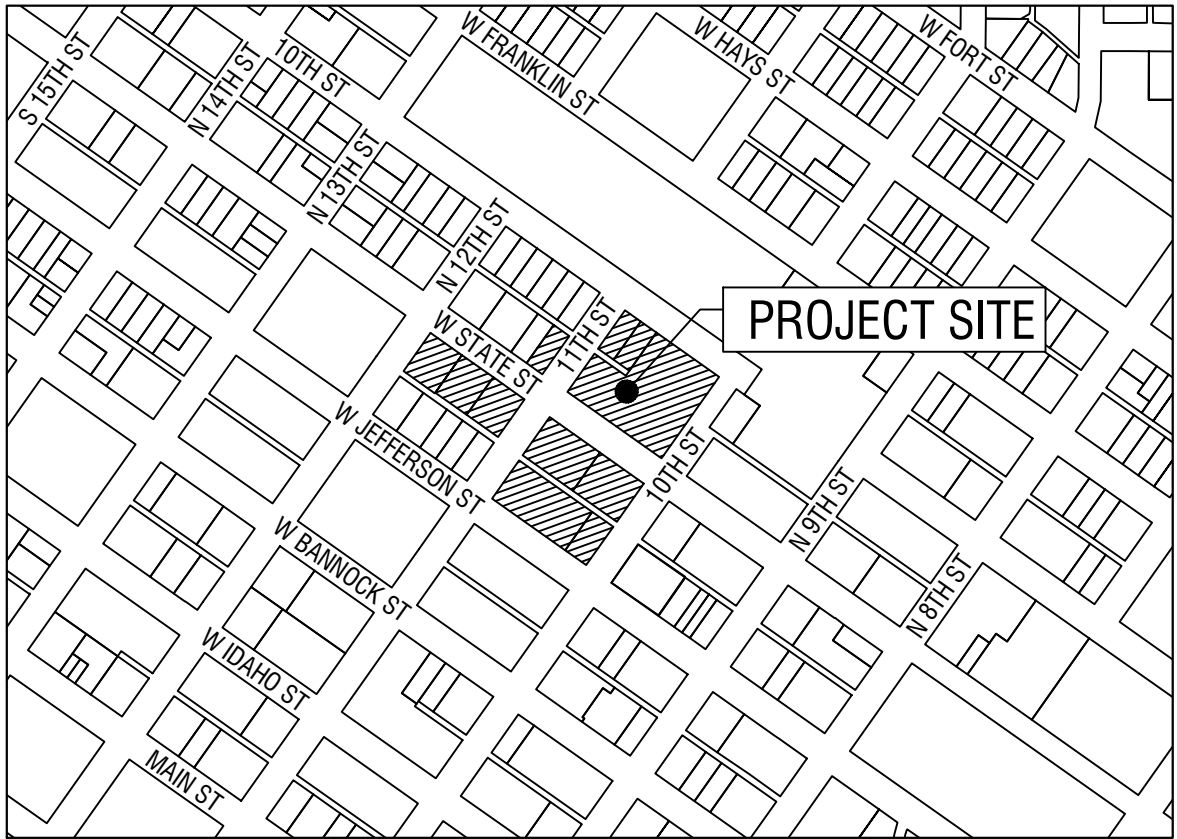 W FRANKLIN ST
W HAYS ST
W FORT ST
S 15TH ST
N 14TH ST
10TH ST
N 13TH ST
N 12TH ST
11TH ST
PROJECT SITE
W STATE ST
W JEFFERSON ST
10TH ST
N 9TH ST
N 8TH ST
W BANNOCK ST
W IDAHO ST
MAIN ST